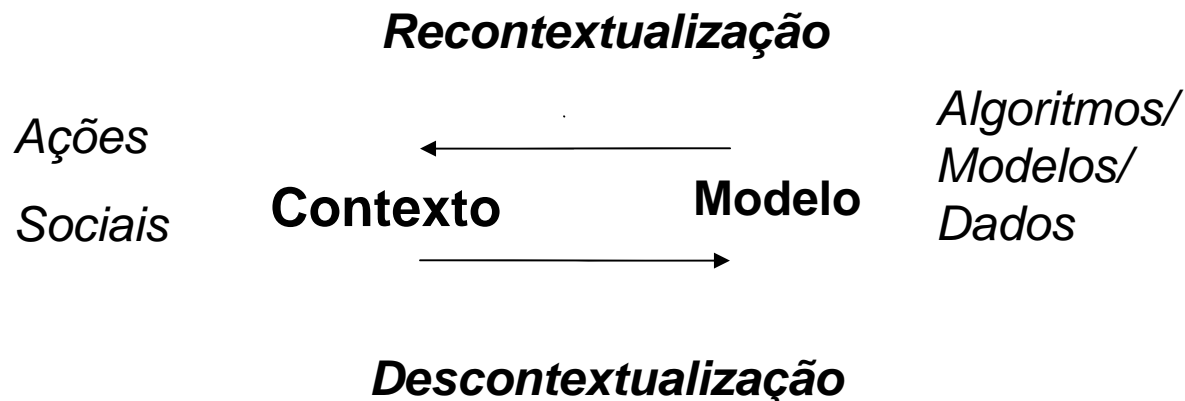 Recontextualização
Ações
Sociais
Contexto
Modelo
Algoritmos/
Modelos/
Dados
Descontextualização